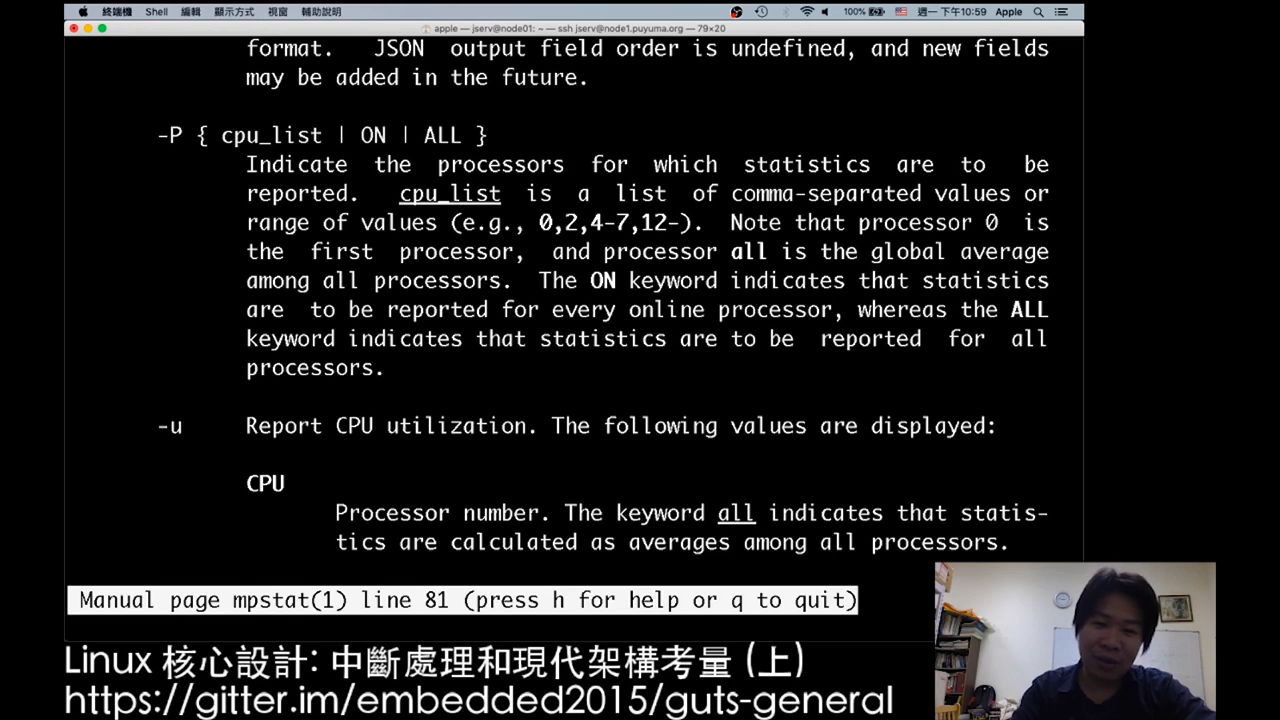 終端機 Shell 編輯 顯示方式 視窗 輔助說明 100% 週一 下午10:59 Apple
apple — jserv@node01: ~ — ssh jserv@node1.puyuma.org — 79×20
format. JSON output field order is undefined, and new fields
may be added in the future.
-P { cpu_list | ON | ALL }
Indicate the processors for which statistics are to be
reported. cpu_list is a list of comma-separated values or
range of values (e.g., 0,2,4-7,12-). Note that processor 0 is
the first processor, and processor all is the global average
among all processors. The ON keyword indicates that statistics
are to be reported for every online processor, whereas the ALL
keyword indicates that statistics are to be reported for all
processors.
-u Report CPU utilization. The following values are displayed:
CPU
Processor number. The keyword all indicates that statis-
tics are calculated as averages among all processors.
Manual page mpstat(1) line 81 (press h for help or q to quit)
Linux 核心設計: 中斷處理和現代架構考量 (上)
https://gitter.im/embedded2015/guts-general